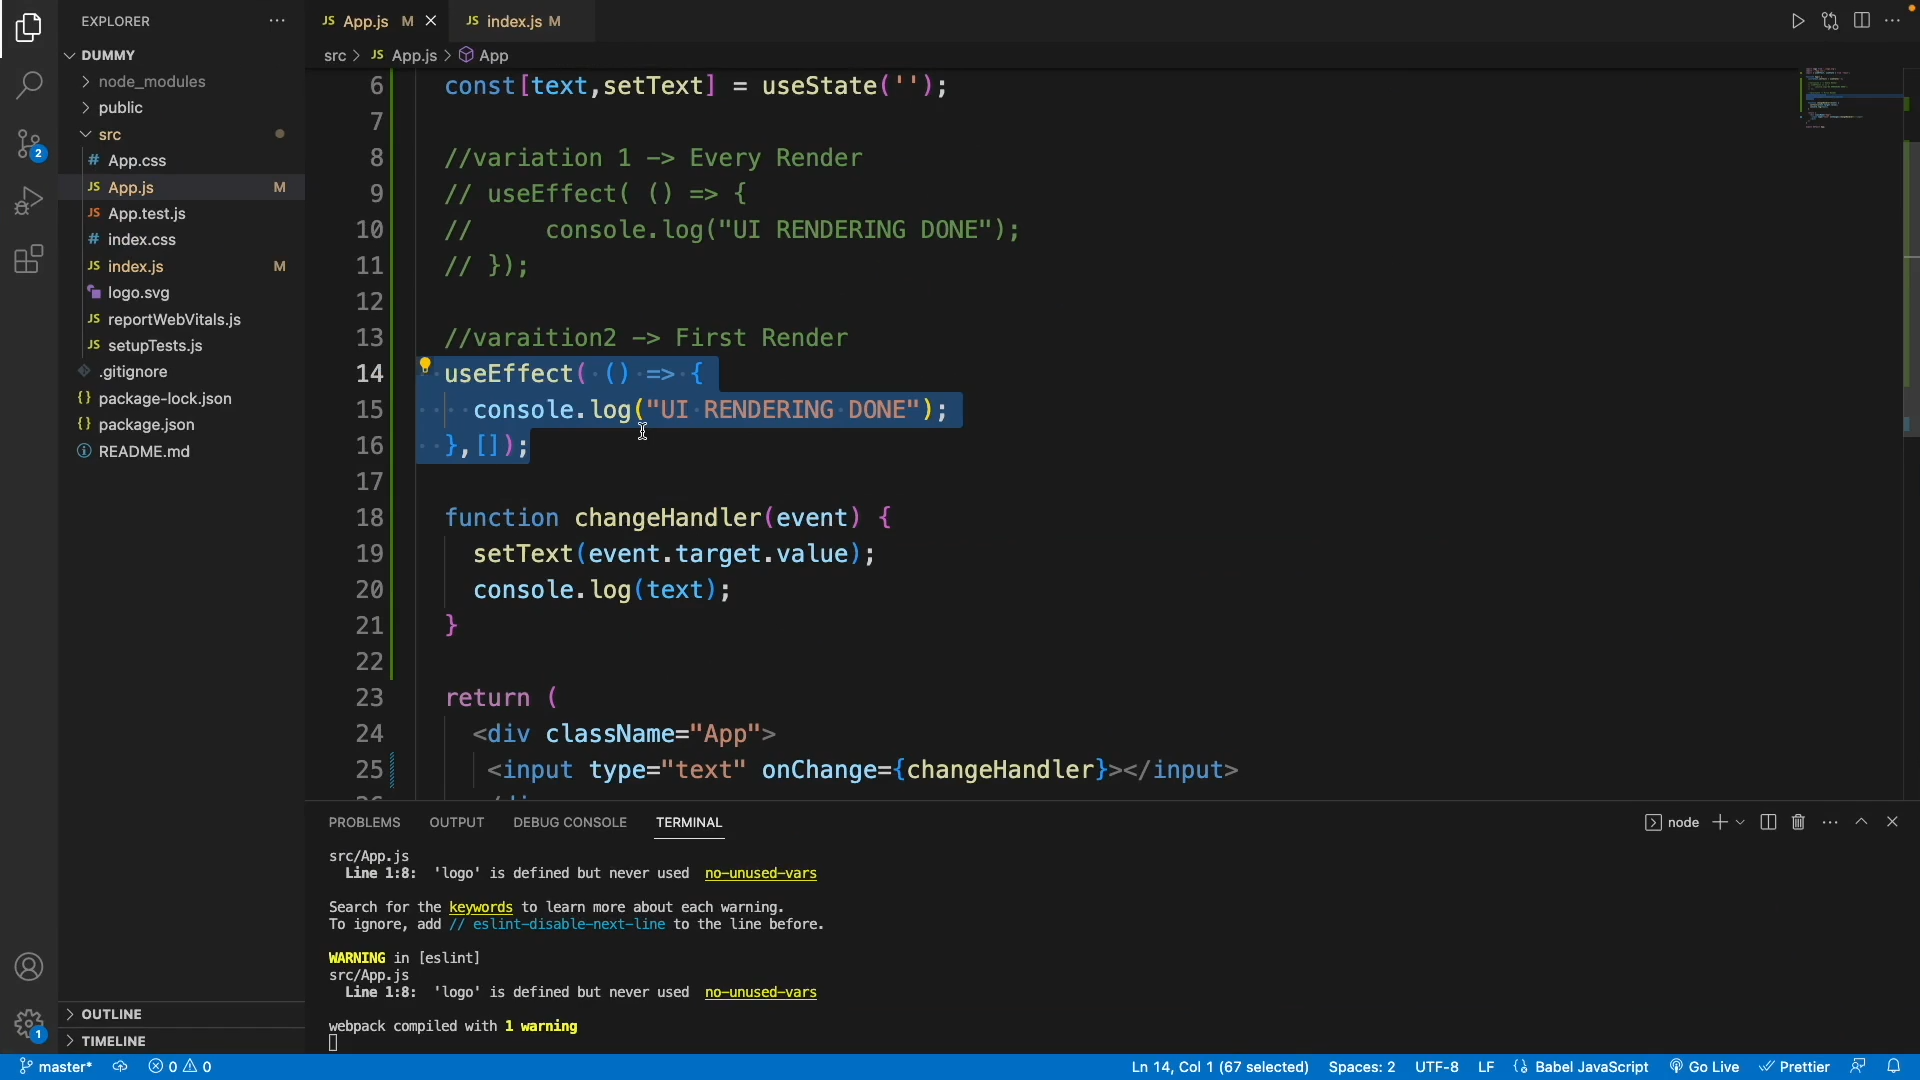 EXPLORER
DUMMY
node_modules
public
src
# App.css
JS App.js M
JS App.test.js
# index.css
JS index.js M
logo.svg
JS reportWebVitals.js
JS setupTests.js
.gitignore
{} package-lock.json
{} package.json
README.md
OUTLINE
TIMELINE
2
1
JS App.js M
JS index.js M
src > JS App.js > App
6 const[text,setText] = useState('');
7
8 //variation 1 -> Every Render
9 // useEffect( () => {
10 //     console.log("UI RENDERING DONE");
11 // });
12
13 //varaition2 -> First Render
14 useEffect( () => {
15 console.log("UI RENDERING DONE");
16 },[]);
17
18 function changeHandler(event) {
19 setText(event.target.value);
20 console.log(text);
21 }
22
23 return (
24 <div className="App">
25 <input type="text" onChange={changeHandler}></input>
PROBLEMS OUTPUT DEBUG CONSOLE TERMINAL
node
src/App.js
Line 1:8: 'logo' is defined but never used no-unused-vars
Search for the keywords to learn more about each warning.
To ignore, add // eslint-disable-next-line to the line before.
WARNING in [eslint]
src/App.js
Line 1:8: 'logo' is defined but never used no-unused-vars
webpack compiled with 1 warning
master* 0 0 Ln 14, Col 1 (67 selected) Spaces: 2 UTF-8 LF {} Babel JavaScript Go Live Prettier